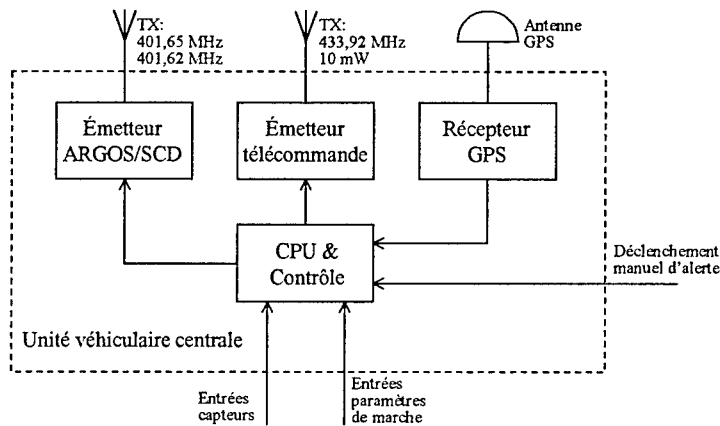 TX:
401,65 MHz
401,62 MHz
TX:
433,92 MHz
10 mW
Antenne
GPS
Émetteur
ARGOS/SCD
Émetteur
télécommande
Récepteur
GPS
CPU &
Contrôle
Déclenchement
manuel d'alerte
Unité véhiculaire centrale
Entrées
capteurs
Entrées
paramètres
de marche